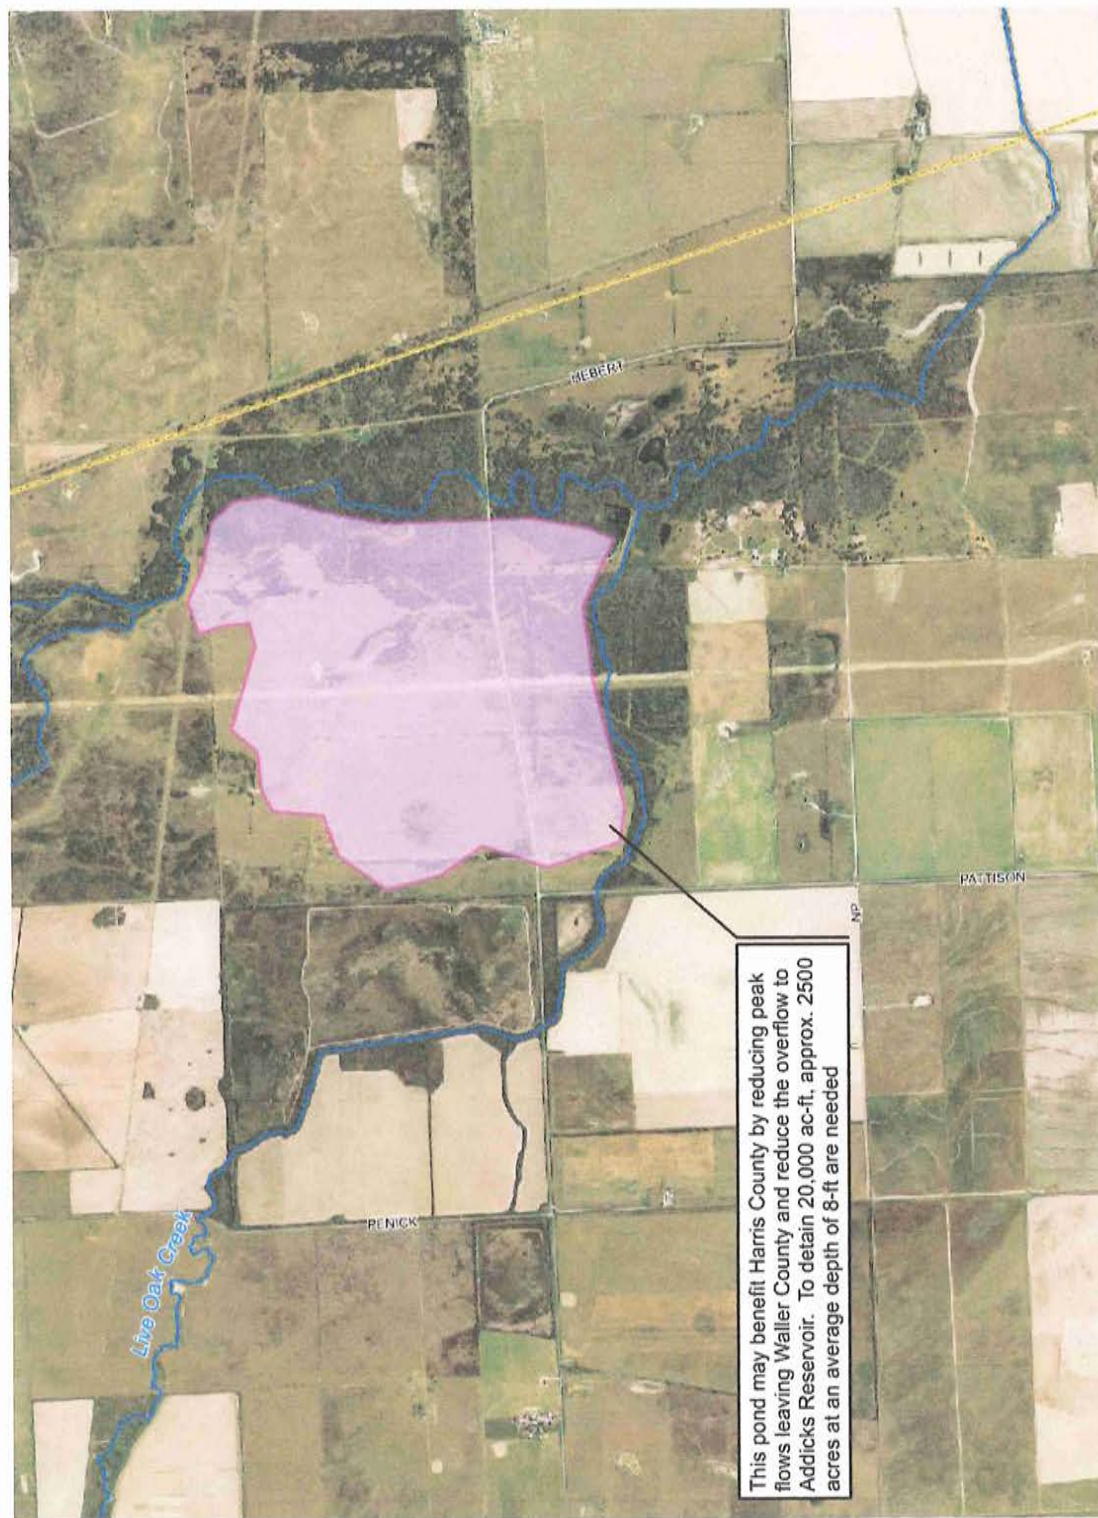 Live Oak Creek
HEBERT
PENICK
PATTISON
NP
This pond may benefit Harris County by reducing peak
flows leaving Waller County and reduce the overflow to
Addicks Reservoir. To detain 20,000 ac-ft, approx. 2500
acres at an average depth of 8-ft are needed